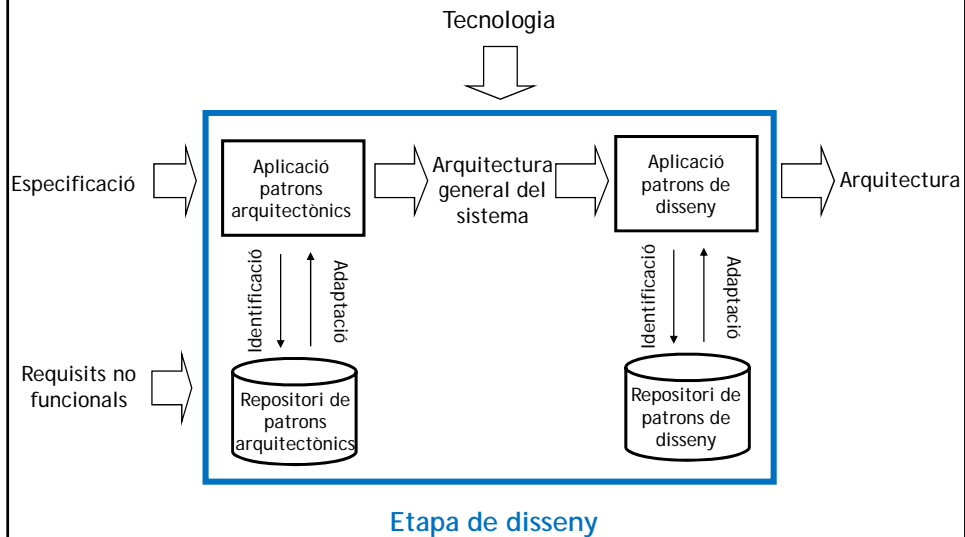 Tecnologia
Especificació
Aplicació
patrons
arquitectònics
Arquitectura
general del
sistema
Aplicació
patrons de
disseny
Arquitectura
Identificació
Adaptació
Identificació
Adaptació
Requisits no
funcionals
Repositori de
patrons
arquitectònics
Repositori de
patrons de
disseny
Etapa de disseny